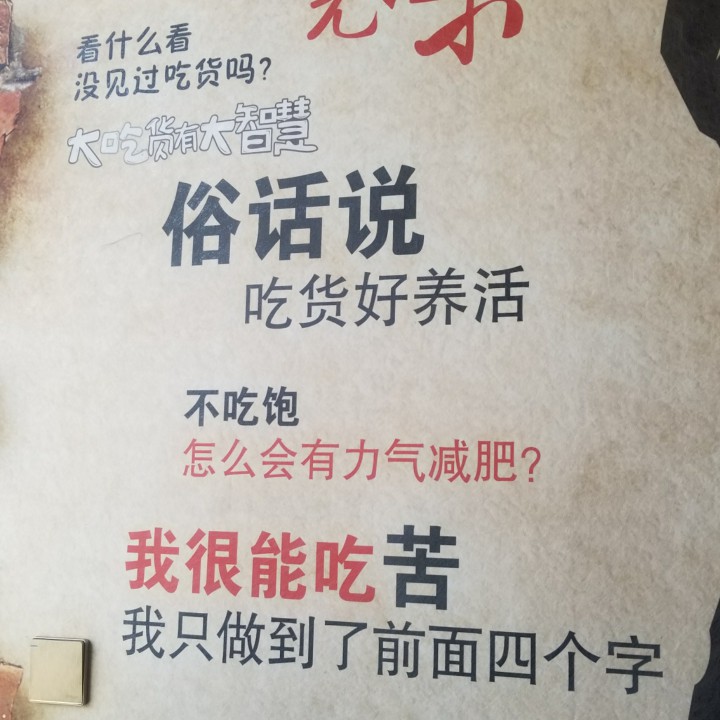 看什么看
没见过吃货吗?
大吃货有大智慧
俗话说
吃货好养活
不吃饱
怎么会有力气减肥?
我很能吃苦
我只做到了前面四个字